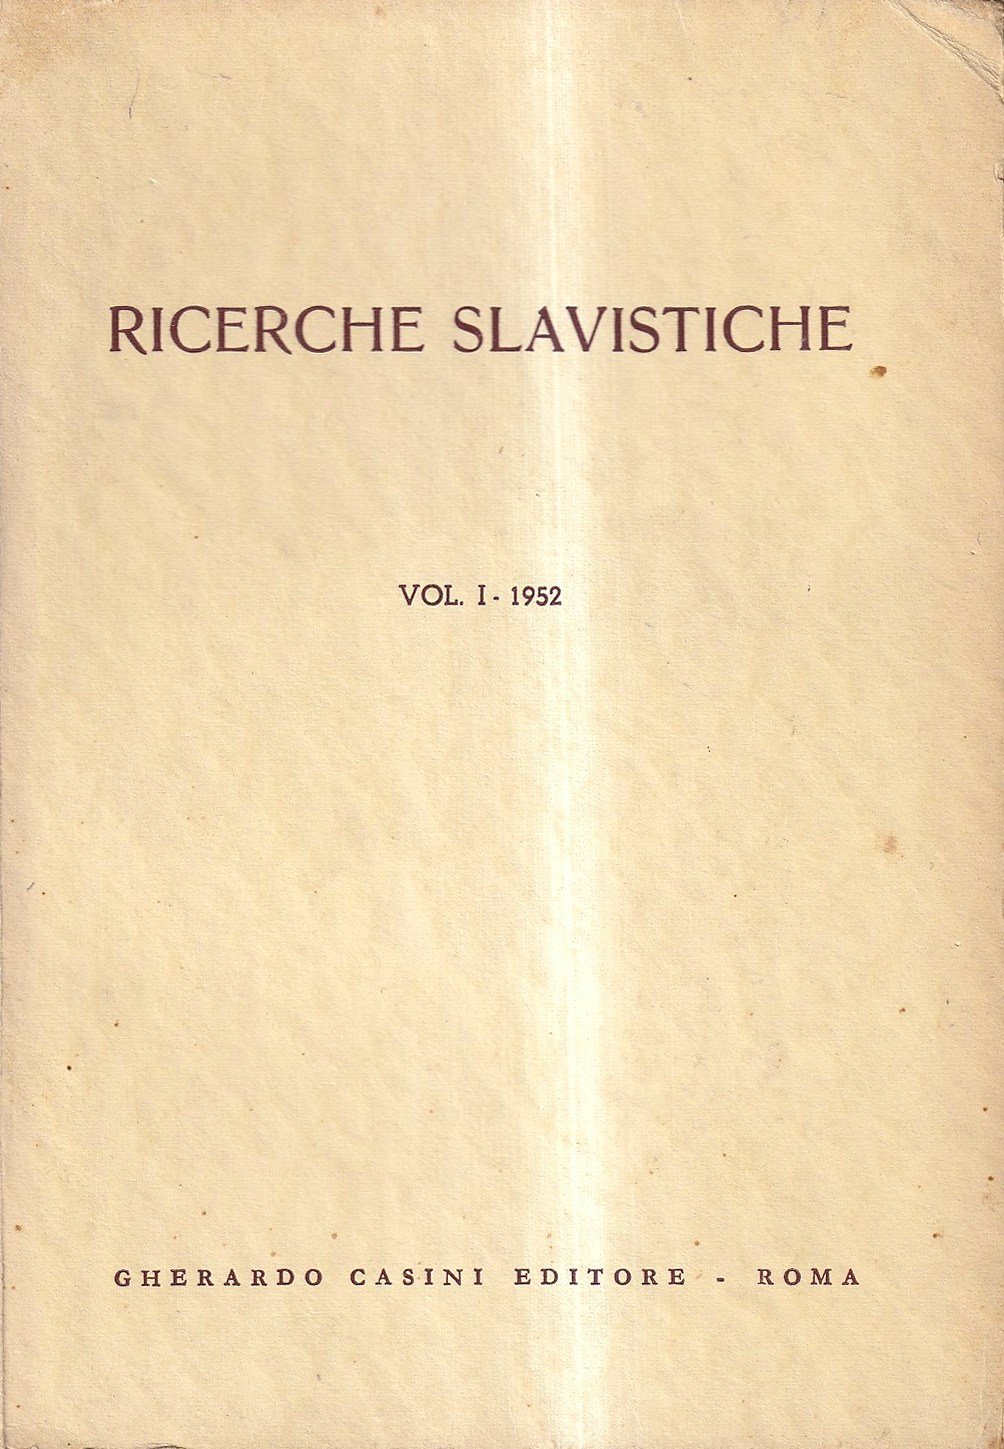 RICERCHE SLAVISTICHE
VOL. I - 1952
GHERARDO CASINI EDITORE - ROMA